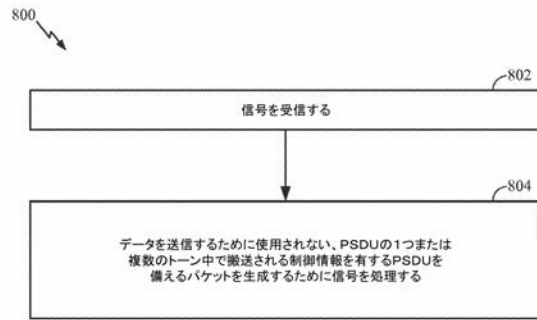 800
802
信号を受信する
804
データを送信するために使用されない、PSDUの1つまたは
複数のトーン中で搬送される制御情報を有するPSDUを
備えるパケットを生成するために信号を処理する